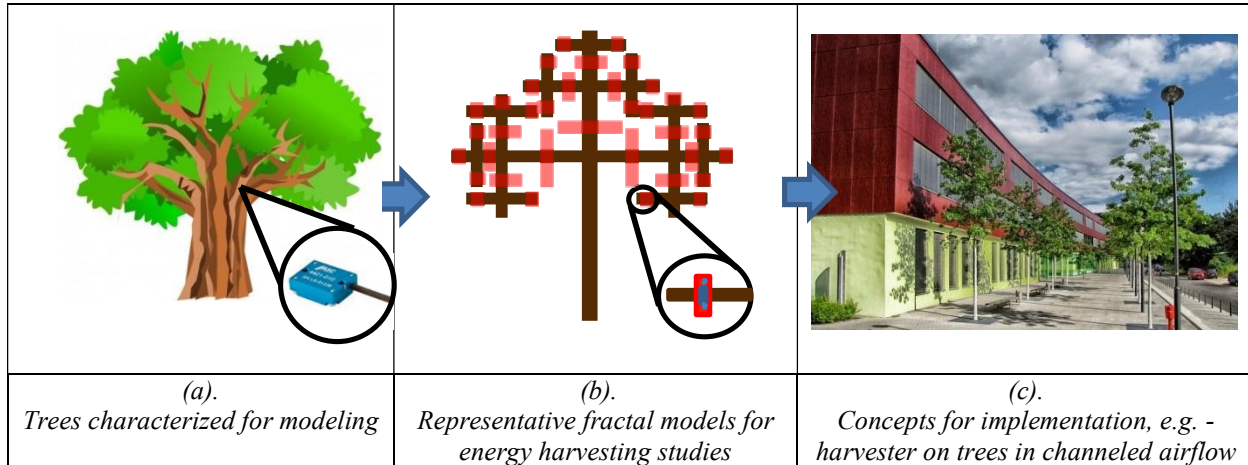 (a).
Trees characterized for modeling
(b).
Representative fractal models for
energy harvesting studies
(c).
Concepts for implementation, e.g. -
harvester on trees in channeled airflow